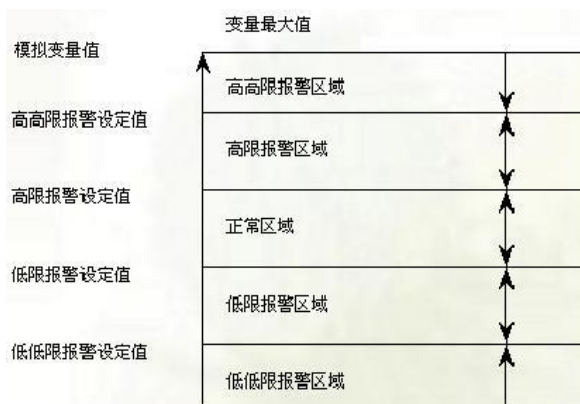 变量最大值
模拟变量值
高高限报警区域
高高限报警设定值
高限报警区域
高限报警设定值
正常区域
低限报警设定值
低限报警区域
低低限报警设定值
低低限报警区域